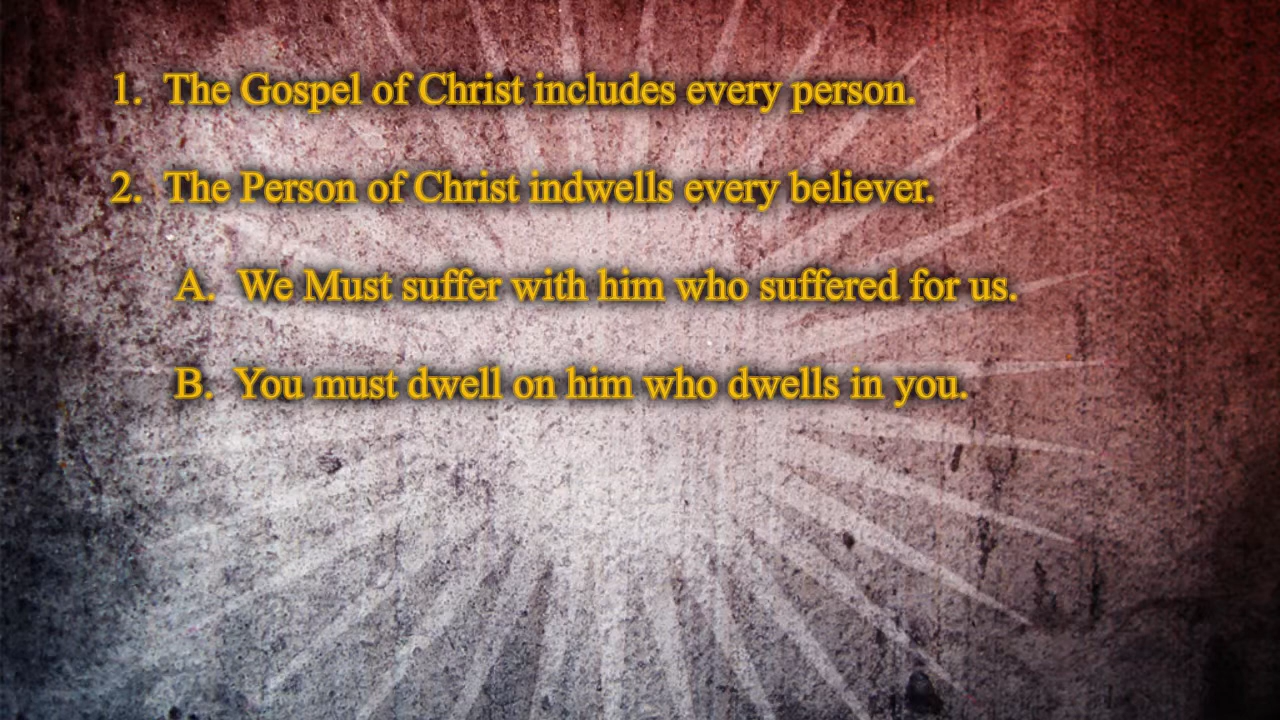 1. The Gospel of Christ includes every person.
2. The Person of Christ indwells every believer.
A. We Must suffer with him who suffered for us.
B. You must dwell on him who dwells in you.